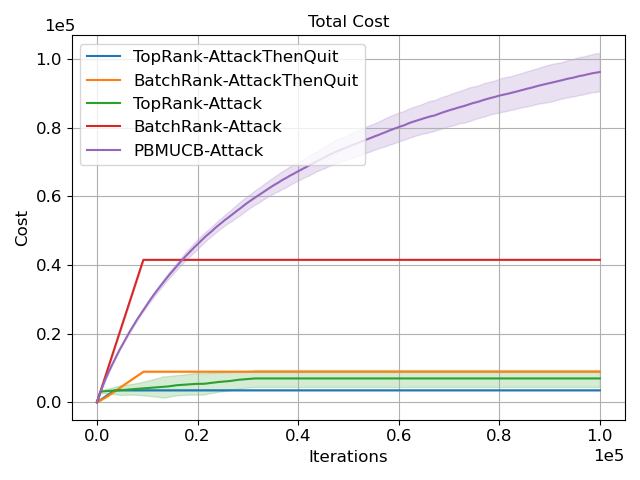 Total Cost
1e5
TopRank-AttackThenQuit
BatchRank-AttackThenQuit
TopRank-Attack
BatchRank-Attack
PBMUCB-Attack
1.0
0.8
0.6
0.4
0.2
0.0
Cost
0.0 0.2 0.4 0.6 0.8 1.0
Iterations
1e5